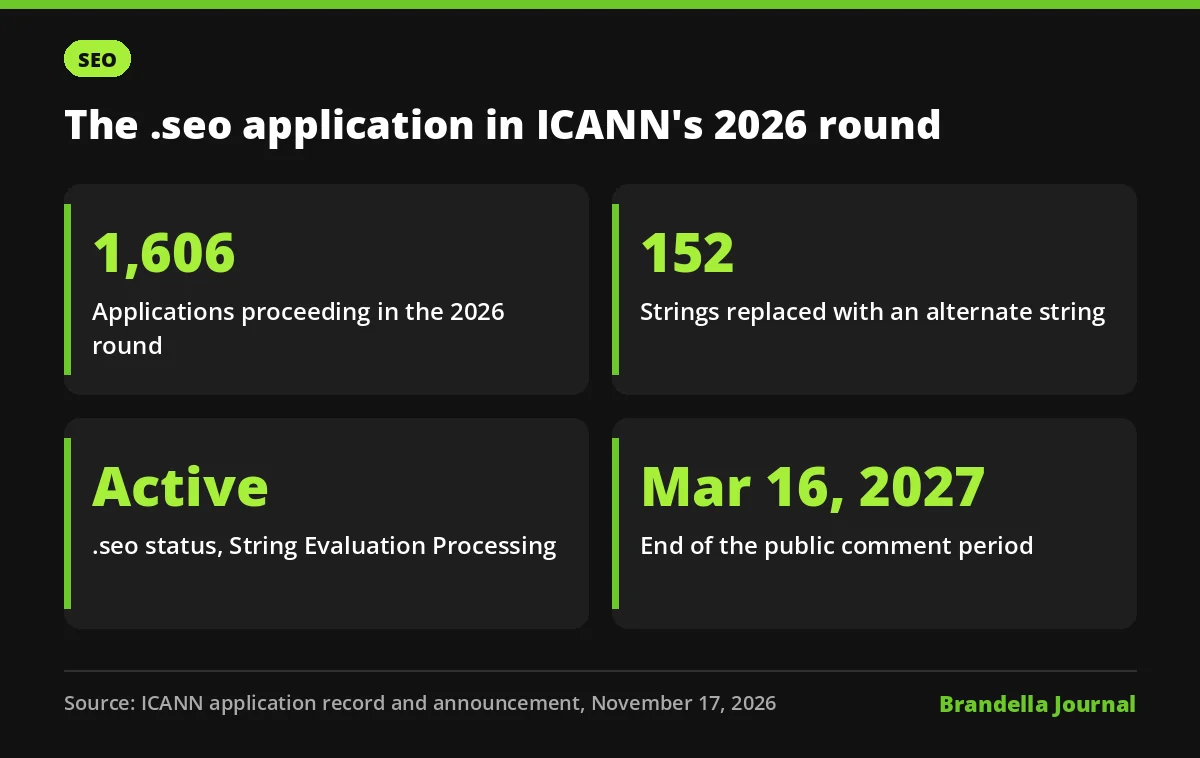 SEO
The .seo application in ICANN's 2026 round
1,606
Applications proceeding in the 2026
round
152
Strings replaced with an alternate string
Active
.seo status, String Evaluation Processing
Mar 16, 2027
End of the public comment period
Source: ICANN application record and announcement, November 17, 2026
Brandella Journal